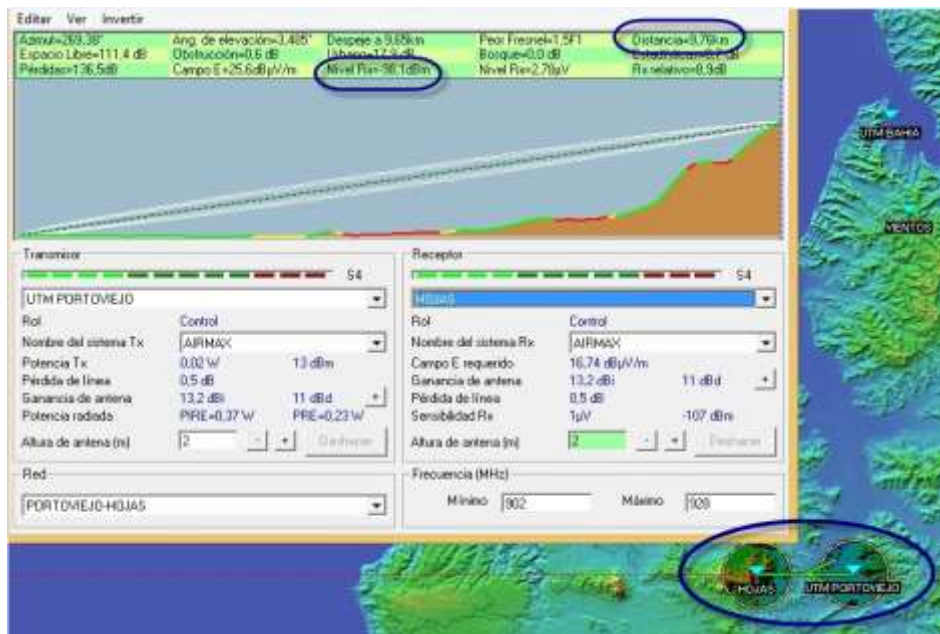 Editar Ver Invertir
Azimut=269,38° Ang. de elevación=3,485° Despeje a 9,65km Peor Fresnel=1,5F1 Distancia=9,76km
Espacio Libre=111,4 dB Obstrucción=0,6 dB Bosque=0,0 dB
Pérdidas=136,5dB Campo E=25,6dBµV/m Nivel Rx=-98,1dBm Nivel Rx=2,78µV Rx relativo=8,9dB
UTM BAHIA
VIENTOS
Transmisor Receptor
S4 S4
UTM PORTOVIEJO HOJAS
Rol Control Rol Control
Nombre del sistema Tx AIRMAX Nombre del sistema Rx AIRMAX
Potencia Tx 0,02 W 13 dBm Campo E requerido 16,74 dBµV/m
Pérdida de línea 0,5 dB Ganancia de antena 13,2 dBi 11 dBd +
Ganancia de antena 13,2 dBi 11 dBd + Pérdida de línea 0,5 dB
Potencia radiada PIRE=0,37 W PRE=0,23 W Sensibilidad Rx 1µV -107 dBm
Altura de antena (m) 2 - + Deshacer Altura de antena (m) 2 - + Deshacer
Red Frecuencia (MHz)
PORTOVIEJO-HOJAS Mínimo 902 Máximo 928
HOJAS UTM PORTOVIEJO